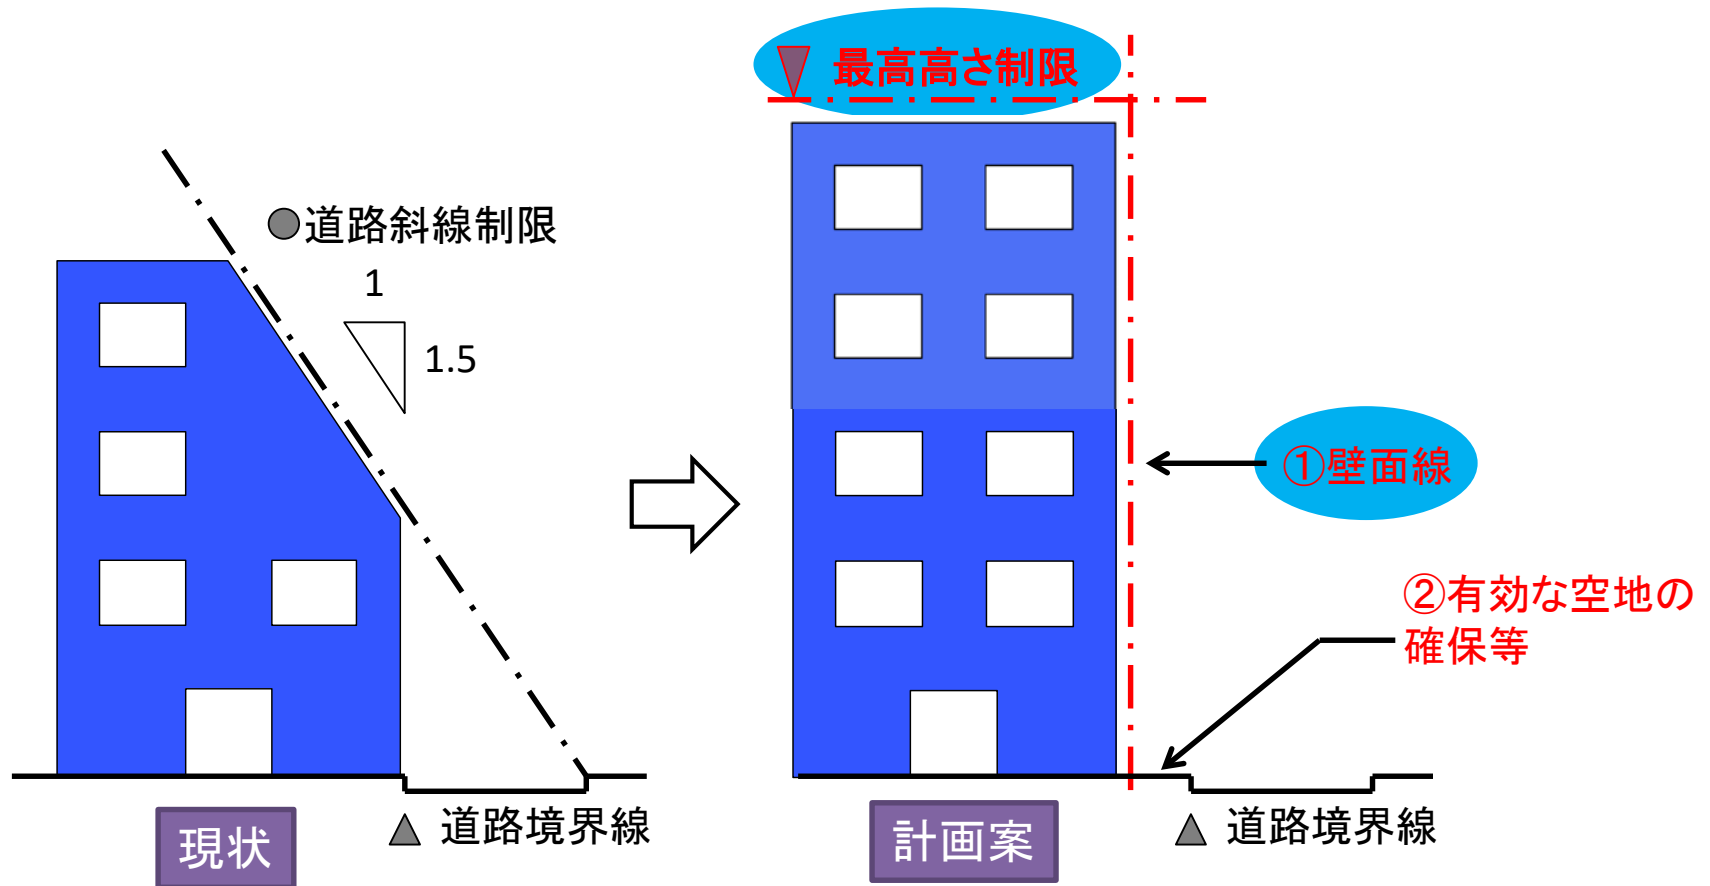 ▼ 最高高さ制限
●道路斜線制限
1
1.5
①壁面線
②有効な空地の
確保等
▲ 道路境界線
現状
▲ 道路境界線
計画案